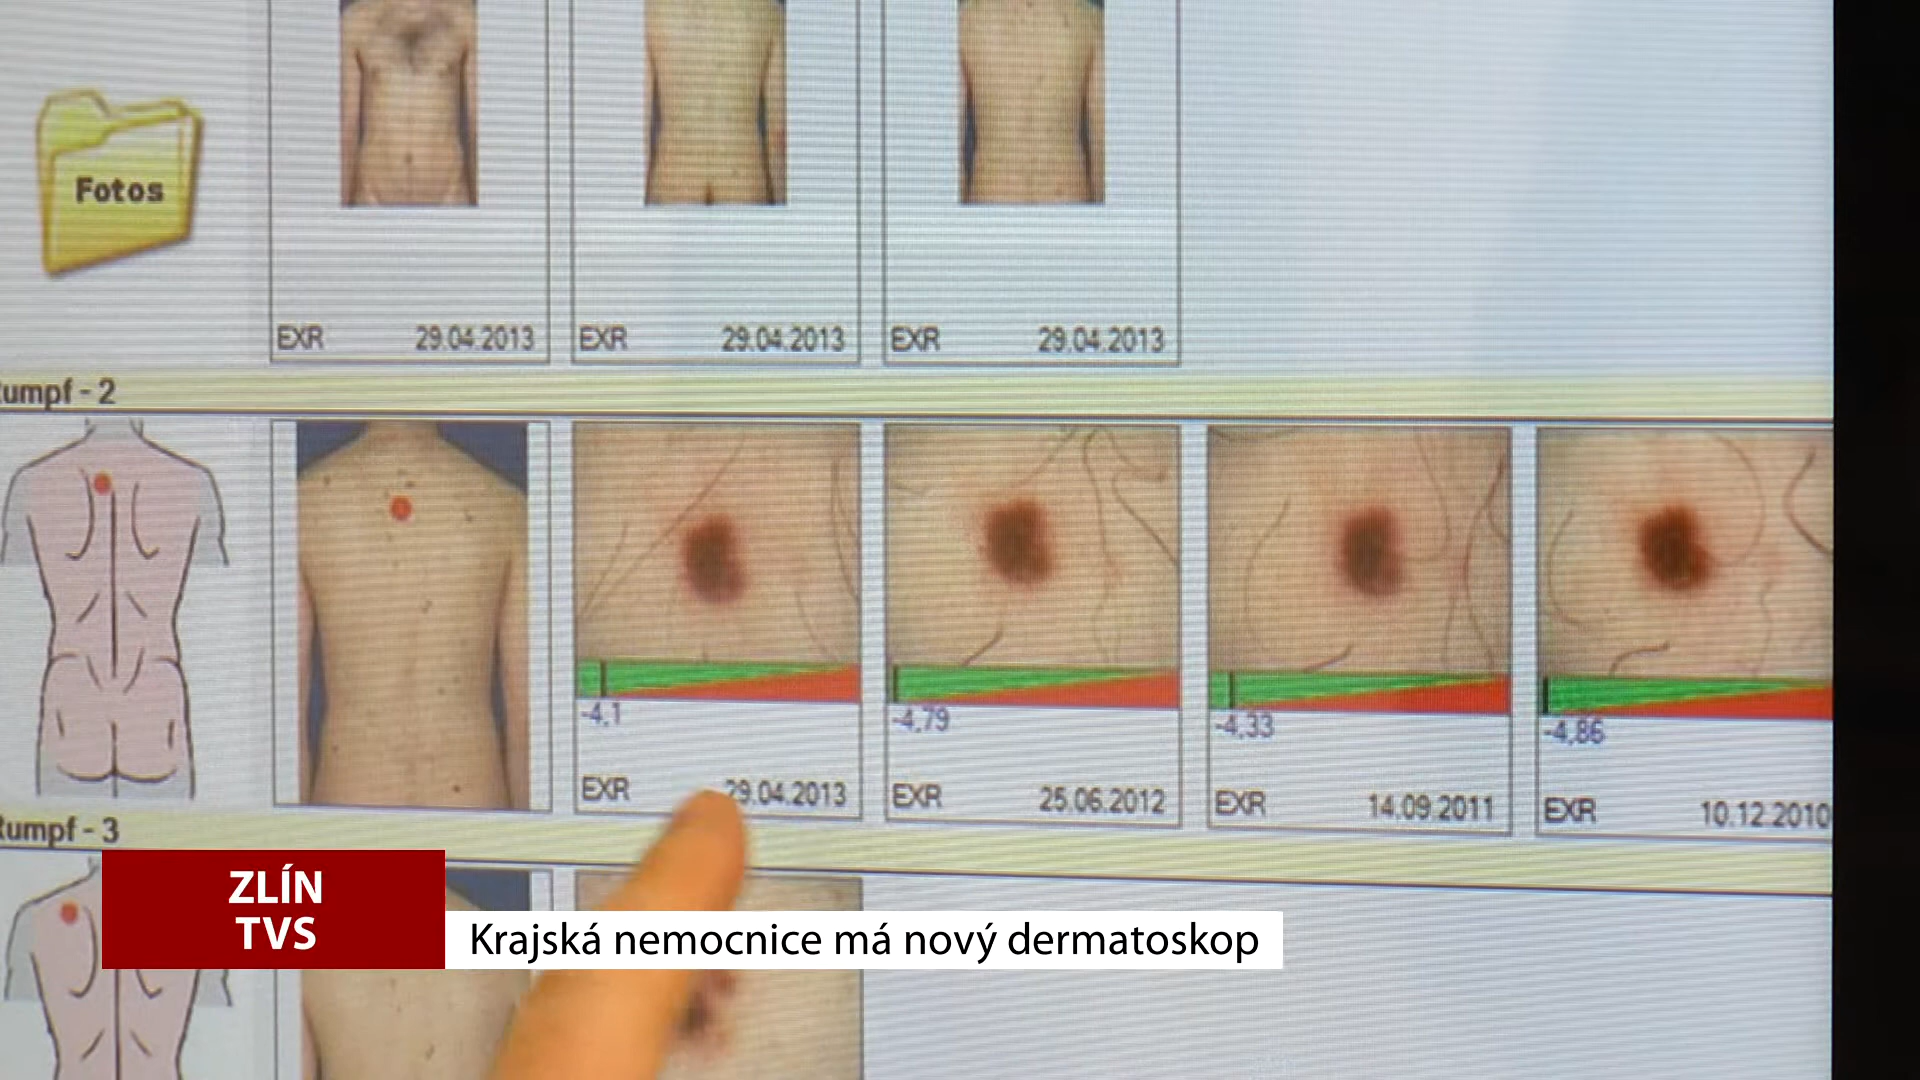 Fotos
EXR 29.04.2013
EXR 29.04.2013
EXR 29.04.2013
umpf - 2
-4,1
-4,79
-4,33
-4,86
EXR 29.04.2013
EXR 25.06.2012
EXR 14.09.2011
EXR 10.12.2010
Rumpf - 3
ZLÍN
TVS
Krajská nemocnice má nový dermatoskop